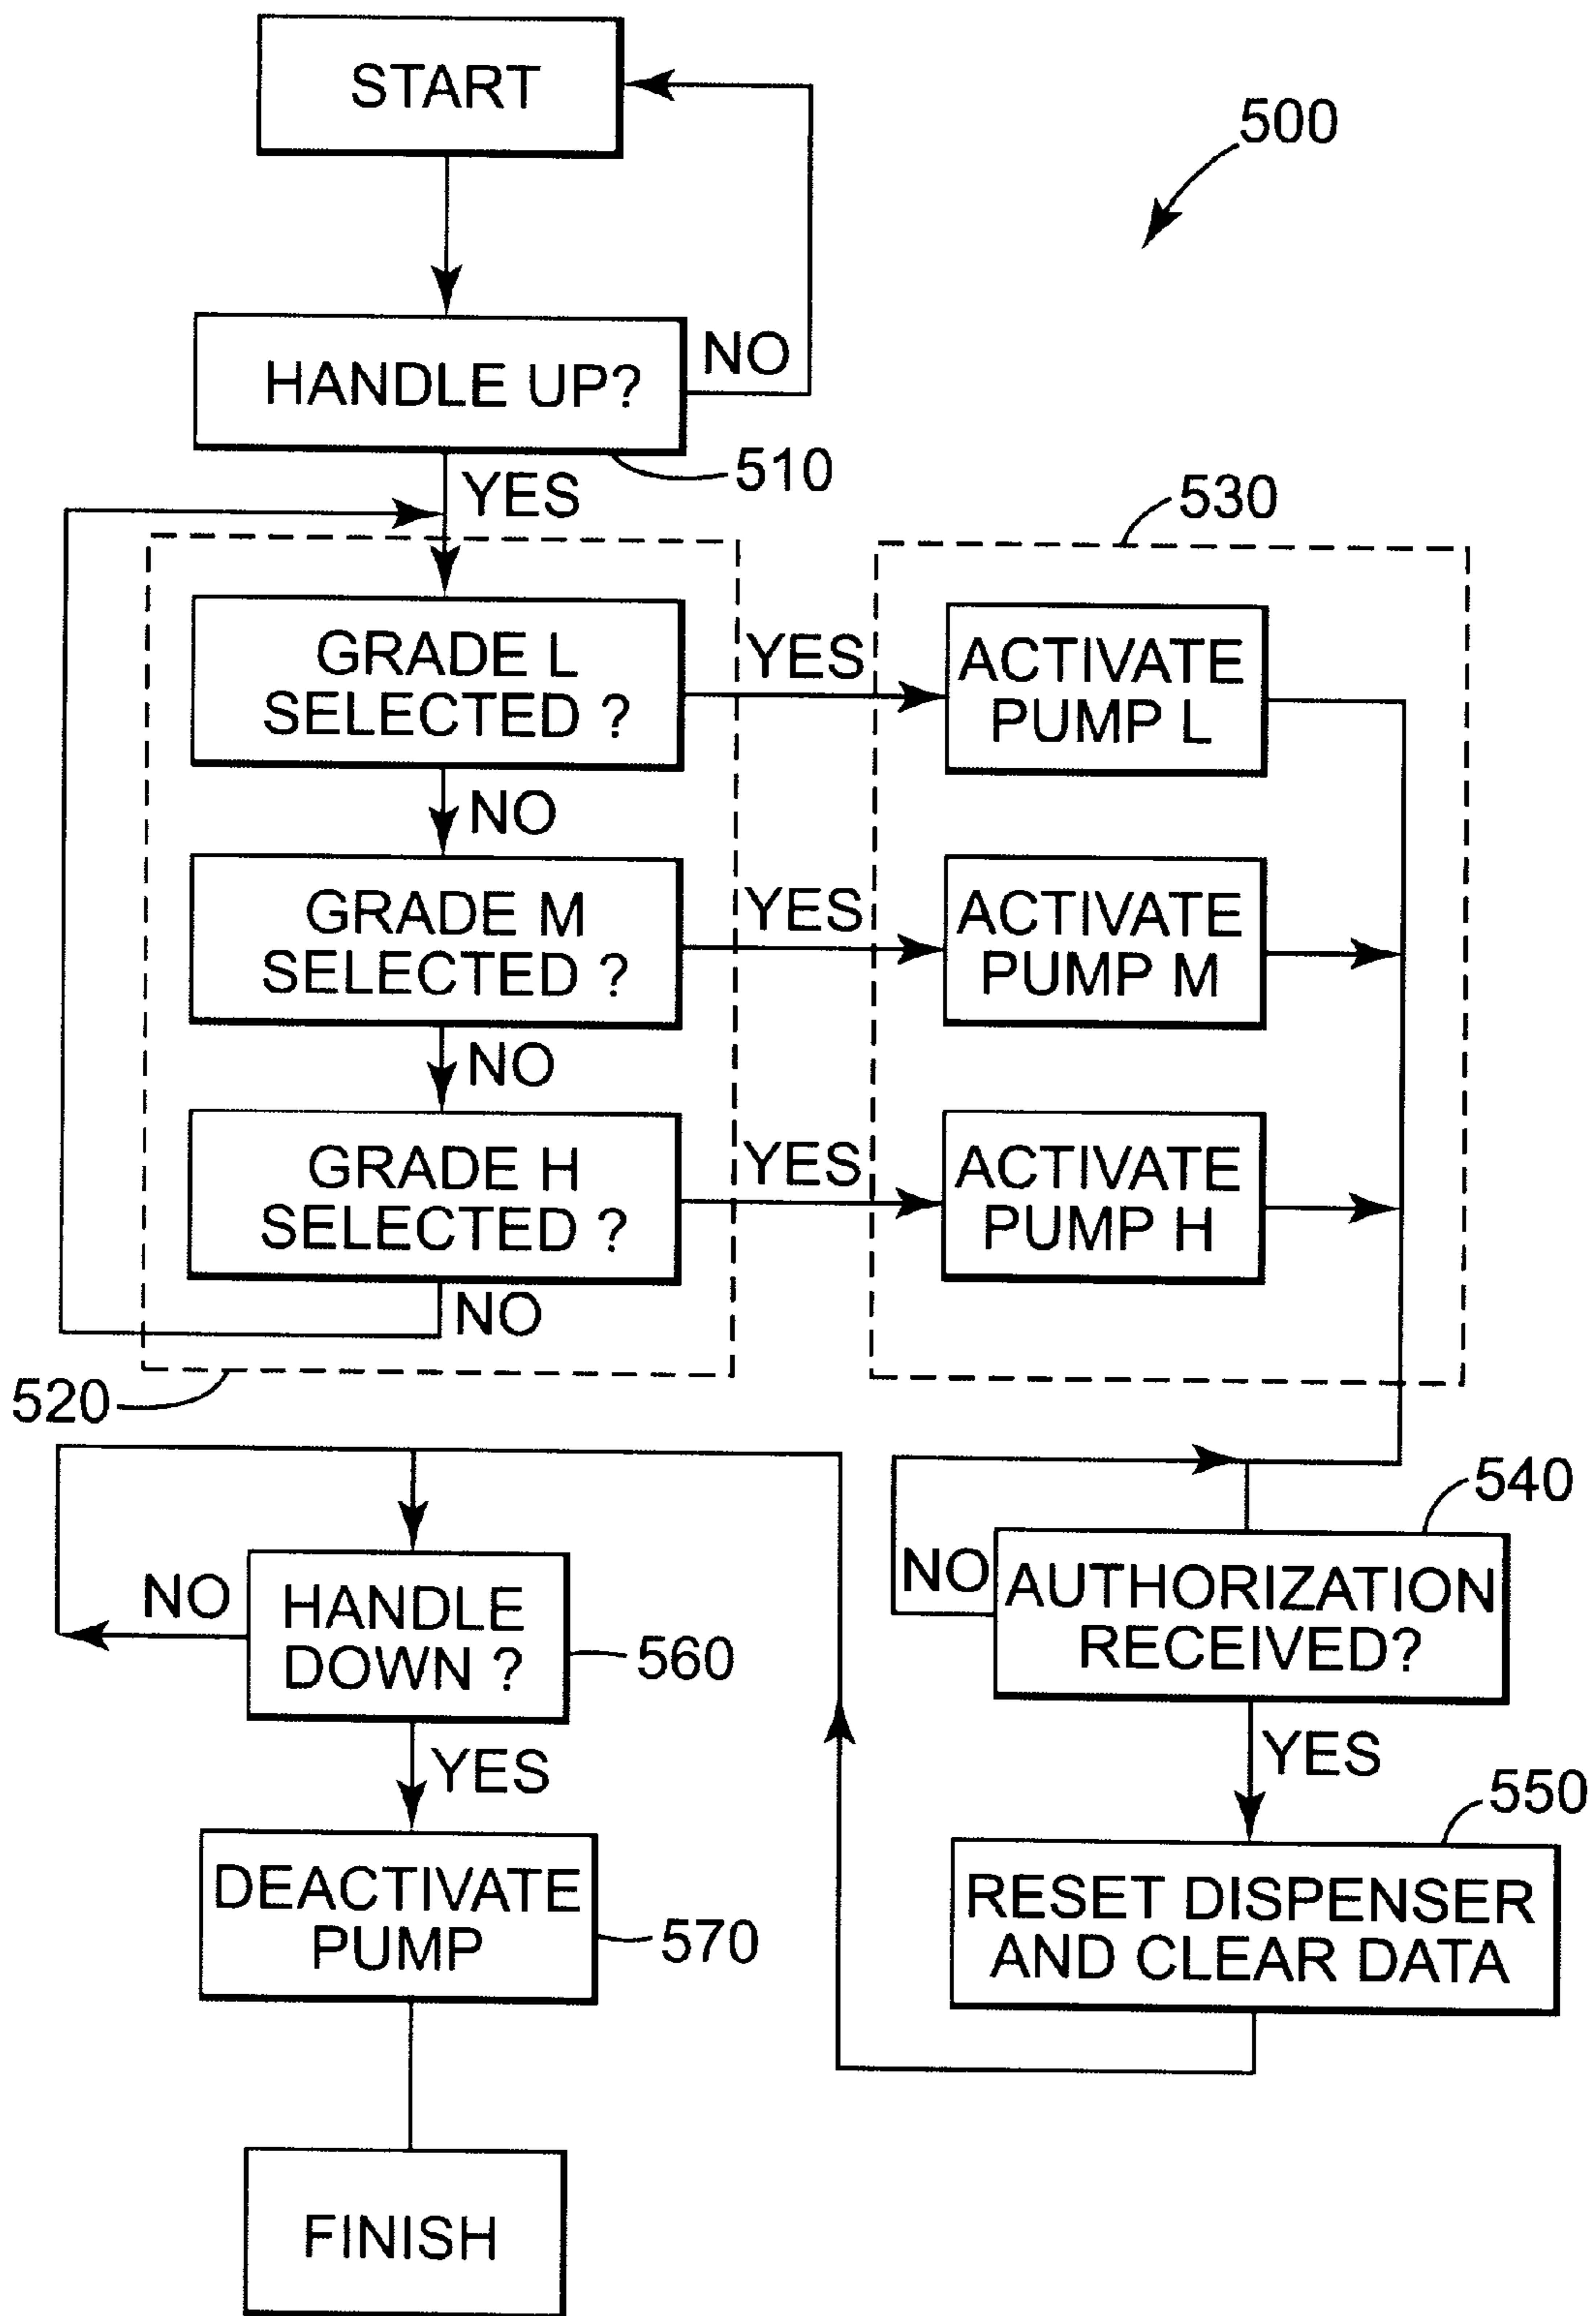 START
500
HANDLE UP?
NO
510
YES
530
GRADE L
SELECTED ?
YES
ACTIVATE
PUMP L
NO
GRADE M
SELECTED ?
YES
ACTIVATE
PUMP M
NO
GRADE H
SELECTED ?
YES
ACTIVATE
PUMP H
NO
520
540
NO
AUTHORIZATION
RECEIVED?
NO
HANDLE
DOWN ?
560
YES
YES
550
DEACTIVATE
PUMP
570
RESET DISPENSER
AND CLEAR DATA
FINISH